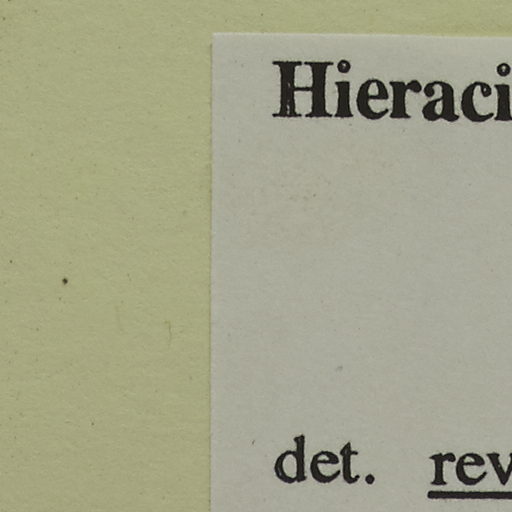 Hieraci
det. rev